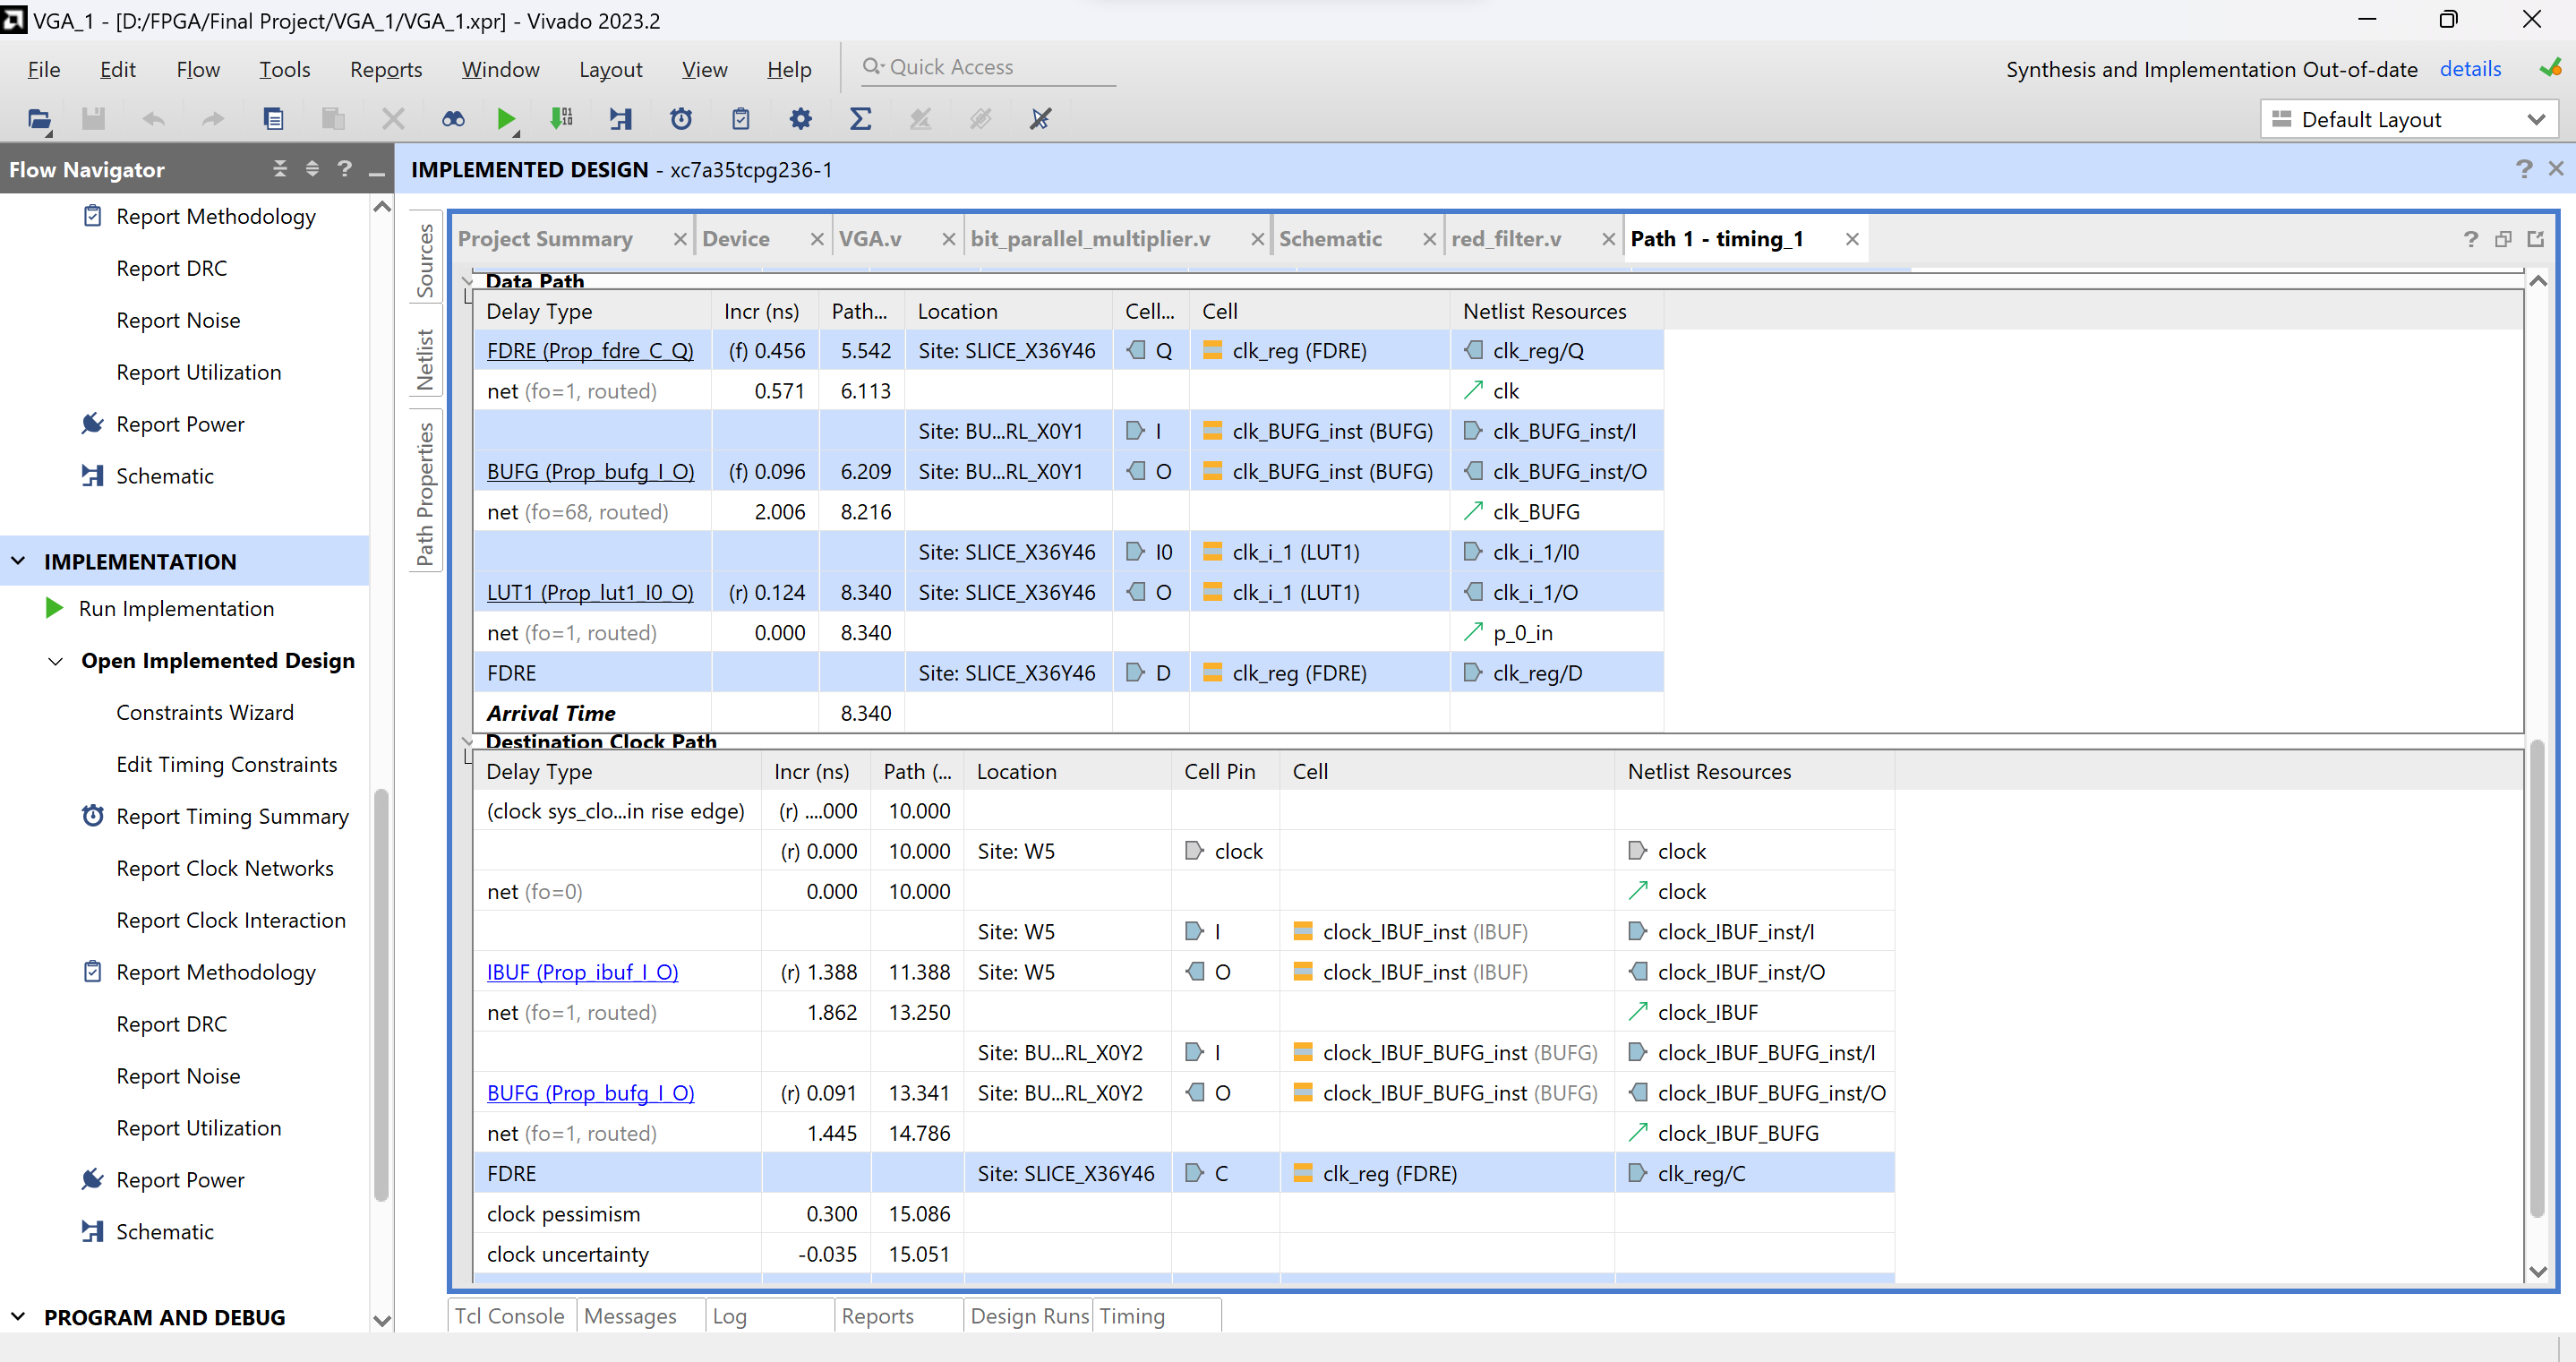 VGA_1 - [D:/FPGA/Final Project/VGA_1/VGA_1.xpr] - Vivado 2023.2
File Edit Flow Tools Reports Window Layout View Help Quick Access
Synthesis and Implementation Out-of-date details
Default Layout
Flow Navigator
IMPLEMENTED DESIGN - xc7a35tcpg236-1
Report Methodology
Report DRC
Report Noise
Report Utilization
Report Power
Schematic
IMPLEMENTATION
Run Implementation
Open Implemented Design
Constraints Wizard
Edit Timing Constraints
Report Timing Summary
Report Clock Networks
Report Clock Interaction
Report Methodology
Report DRC
Report Noise
Report Utilization
Report Power
Schematic
PROGRAM AND DEBUG
Sources
Netlist
Path Properties
Project Summary Device VGA.v bit_parallel_multiplier.v Schematic red_filter.v Path 1 - timing_1
Data Path
Delay Type Incr (ns) Path... Location Cell... Cell Netlist Resources
FDRE (Prop_fdre_C_Q) (f) 0.456 5.542 Site: SLICE_X36Y46 Q clk_reg (FDRE) clk_reg/Q
net (fo=1, routed) 0.571 6.113 clk
Site: BU...RL_X0Y1 I clk_BUFG_inst (BUFG) clk_BUFG_inst/I
BUFG (Prop_bufg_I_O) (f) 0.096 6.209 Site: BU...RL_X0Y1 O clk_BUFG_inst (BUFG) clk_BUFG_inst/O
net (fo=68, routed) 2.006 8.216 clk_BUFG
Site: SLICE_X36Y46 I0 clk_i_1 (LUT1) clk_i_1/I0
LUT1 (Prop_lut1_I0_O) (r) 0.124 8.340 Site: SLICE_X36Y46 O clk_i_1 (LUT1) clk_i_1/O
net (fo=1, routed) 0.000 8.340 p_0_in
FDRE Site: SLICE_X36Y46 D clk_reg (FDRE) clk_reg/D
Arrival Time 8.340
Destination Clock Path
Delay Type Incr (ns) Path (... Location Cell Pin Cell Netlist Resources
(clock sys_clo...in rise edge) (r) ....000 10.000
(r) 0.000 10.000 Site: W5 clock clock
net (fo=0) 0.000 10.000 clock
Site: W5 I clock_IBUF_inst (IBUF) clock_IBUF_inst/I
IBUF (Prop_ibuf_I_O) (r) 1.388 11.388 Site: W5 O clock_IBUF_inst (IBUF) clock_IBUF_inst/O
net (fo=1, routed) 1.862 13.250 clock_IBUF
Site: BU...RL_X0Y2 I clock_IBUF_BUFG_inst (BUFG) clock_IBUF_BUFG_inst/I
BUFG (Prop_bufg_I_O) (r) 0.091 13.341 Site: BU...RL_X0Y2 O clock_IBUF_BUFG_inst (BUFG) clock_IBUF_BUFG_inst/O
net (fo=1, routed) 1.445 14.786 clock_IBUF_BUFG
FDRE Site: SLICE_X36Y46 C clk_reg (FDRE) clk_reg/C
clock pessimism 0.300 15.086
clock uncertainty -0.035 15.051
Tcl Console Messages Log Reports Design Runs Timing